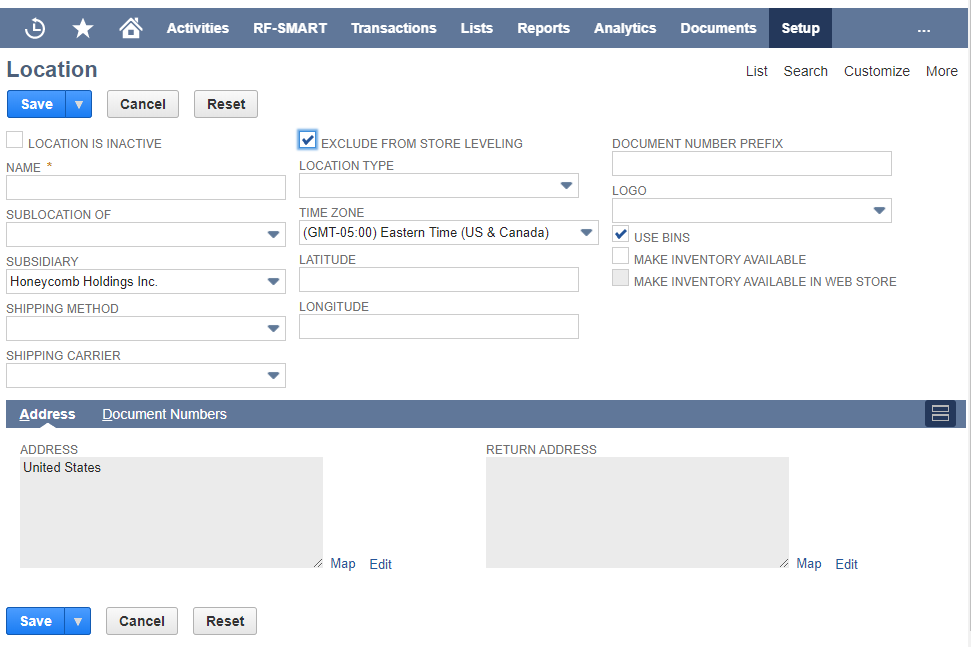 Activities RF-SMART Transactions Lists Reports Analytics Documents Setup ...
Location
List Search Customize More
Save Cancel Reset
LOCATION IS INACTIVE
NAME *
SUBLOCATION OF
SUBSIDIARY
Honeycomb Holdings Inc.
SHIPPING METHOD
SHIPPING CARRIER
EXCLUDE FROM STORE LEVELING
LOCATION TYPE
TIME ZONE
(GMT-05:00) Eastern Time (US & Canada)
LATITUDE
LONGITUDE
DOCUMENT NUMBER PREFIX
LOGO
USE BINS
MAKE INVENTORY AVAILABLE
MAKE INVENTORY AVAILABLE IN WEB STORE
Address Document Numbers
ADDRESS
United States
Map Edit
RETURN ADDRESS
Map Edit
Save Cancel Reset